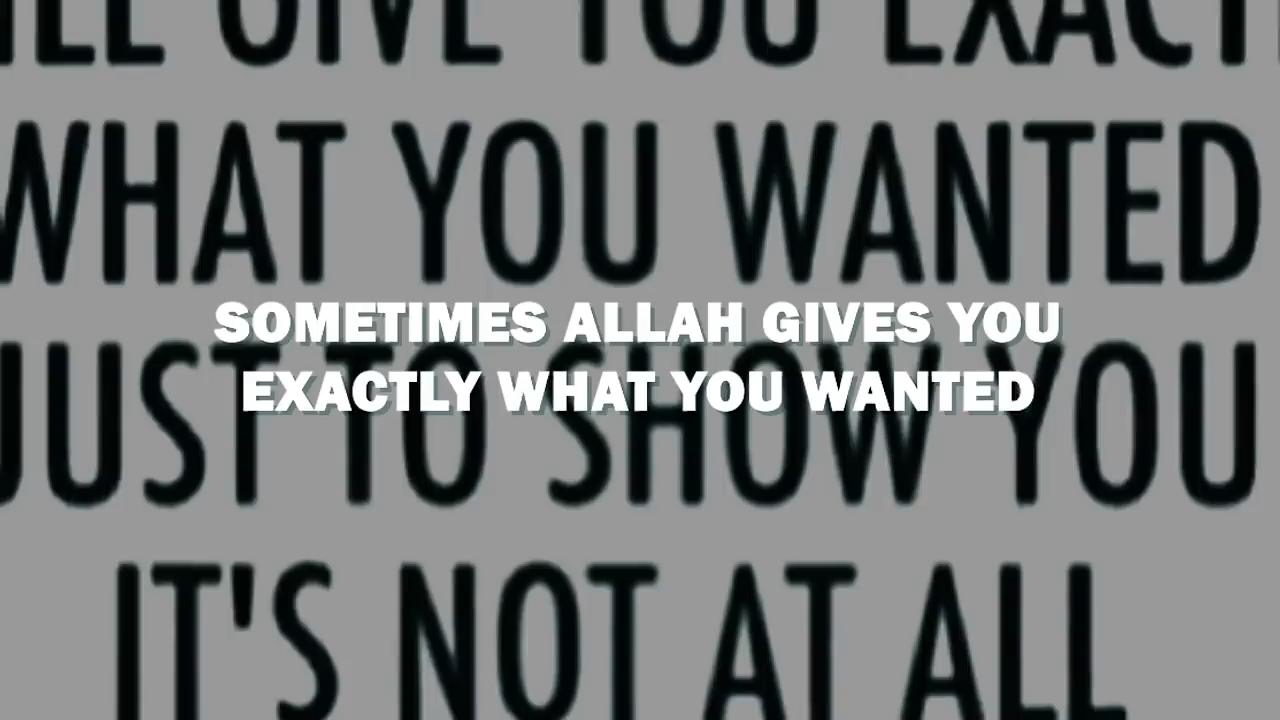 GIVE YOU
WHAT YOU WANTED
SOMETIMES ALLAH GIVES YOU
EXACTLY WHAT YOU WANTED
JUST TO SHOW YOU
IT'S NOT AT ALL